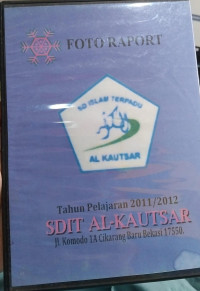 FOTO RAPORT
SD ISLAM TERPADU
AL KAUTSAR
Tahun Pelajaran 2011/2012
SDIT AL-KAUTSAR
Jl. Komodo 1A Cikarang Baru Bekasi 17550.